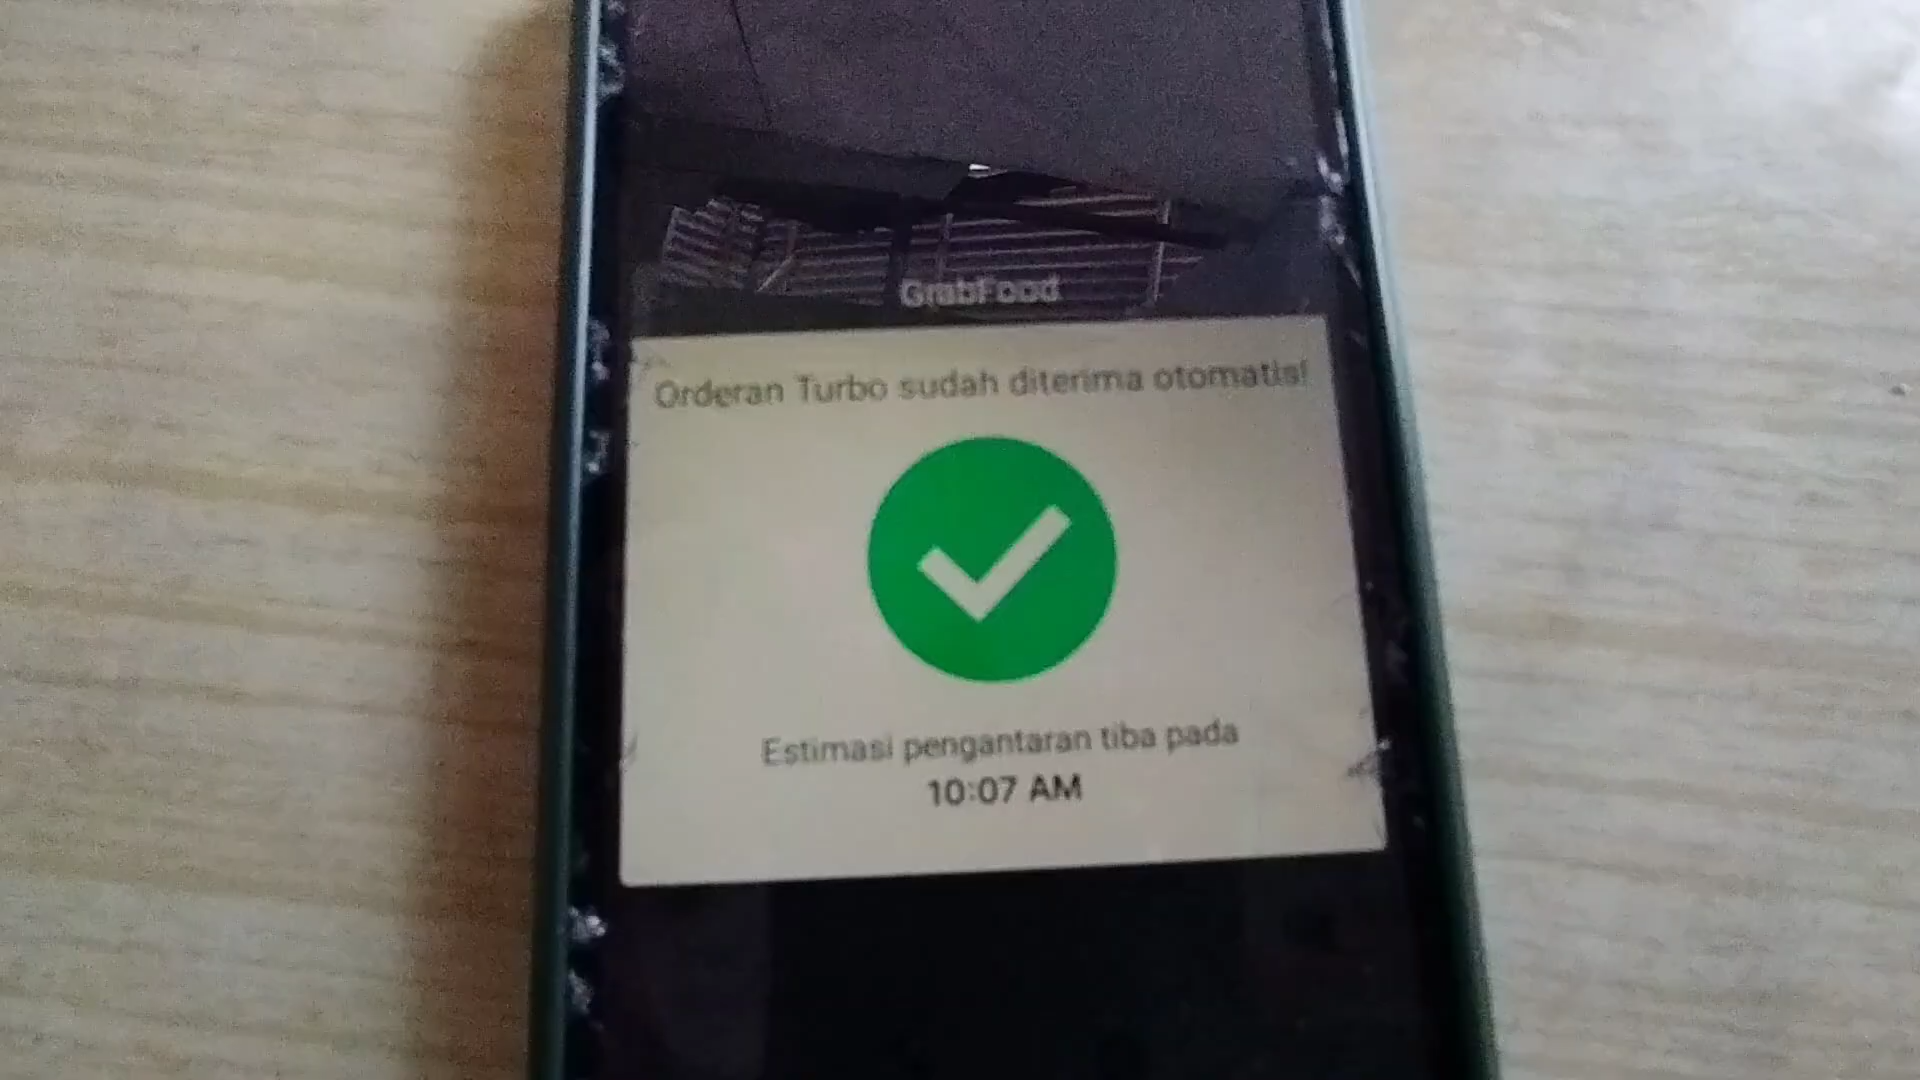 GrabFood
Orderan Turbo sudah diterima otomatis!
Estimasi pengantaran tiba pada
10:07 AM